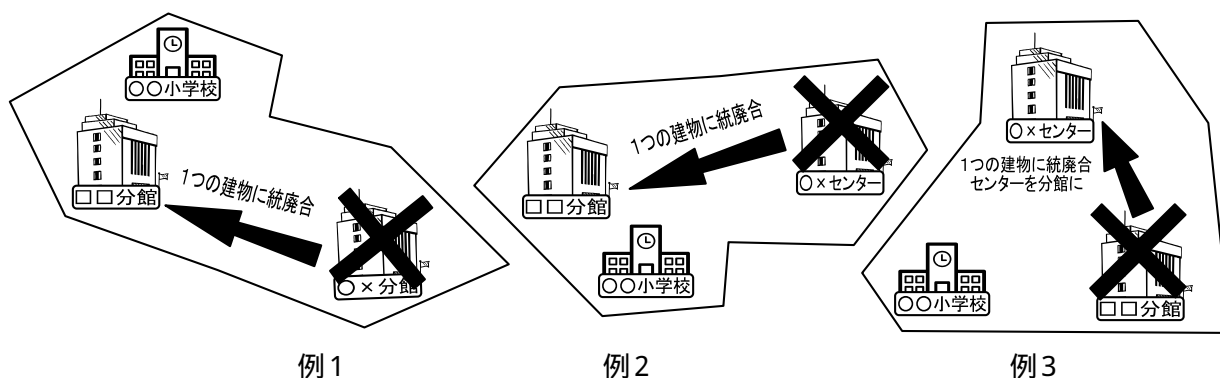 〇〇小学校
□□分館
1つの建物に統廃合
〇×分館
例1
1つの建物に統廃合
〇×センター
□□分館
〇〇小学校
例2
〇×センター
1つの建物に統廃合
センターを分館に
〇〇小学校
□□分館
例3